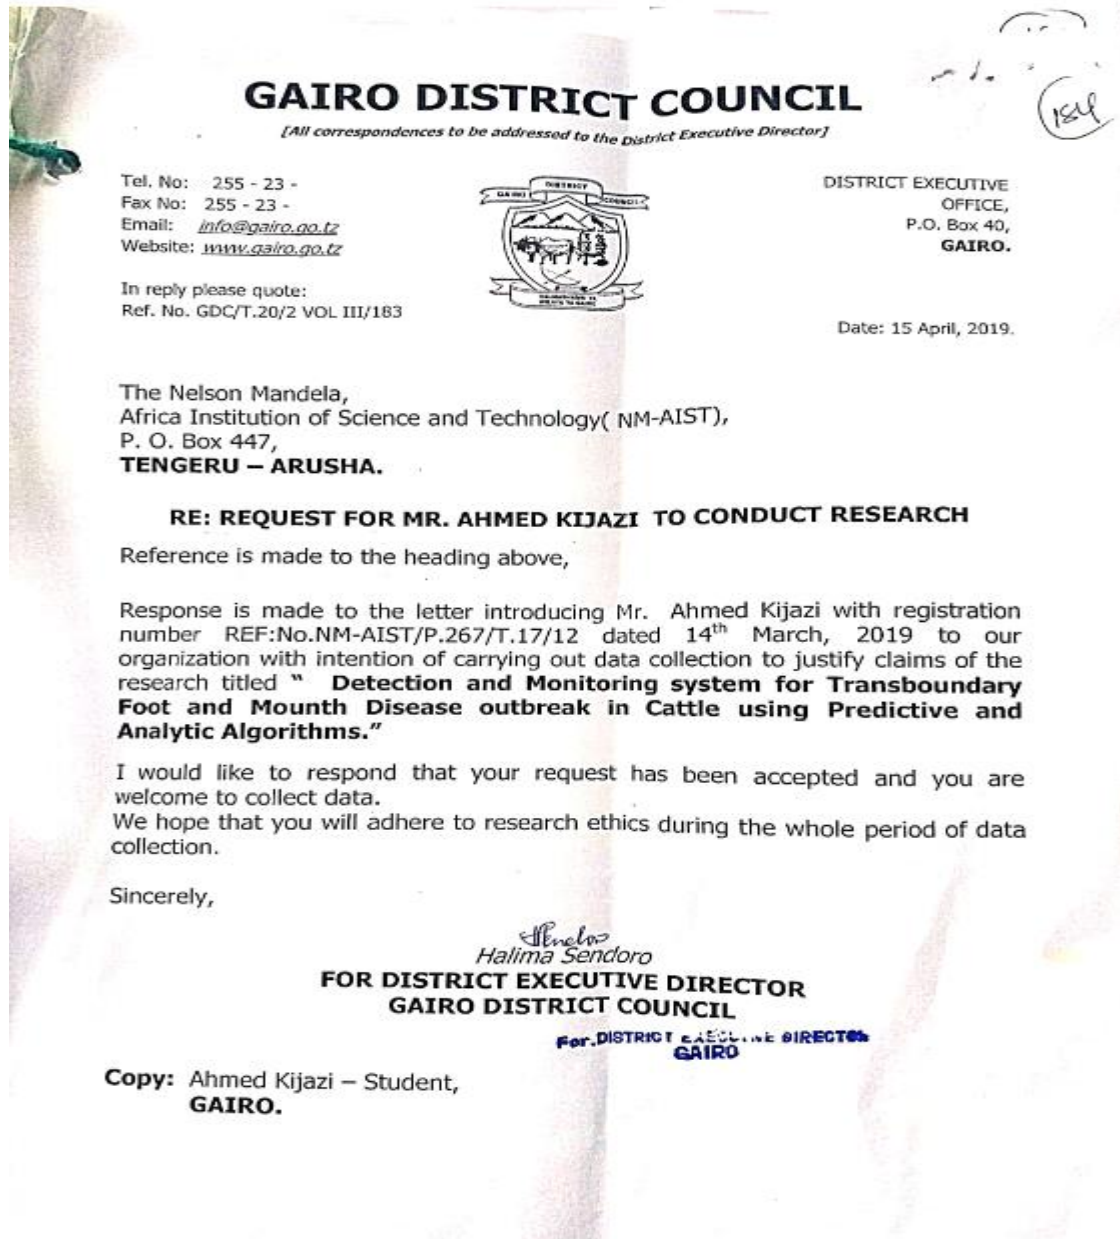 184
GAIRO DISTRICT COUNCIL
[All correspondences to be addressed to the District Executive Director]
Tel. No: 255 - 23 -
Fax No: 255 - 23 -
Email: info@gairo.go.tz
Website: www.gairo.go.tz
GAIRO DISTRICT COUNCIL
DISTRICT EXECUTIVE
OFFICE,
P.O. Box 40,
GAIRO.
In reply please quote:
Ref. No. GDC/T.20/2 VOL III/183
Date: 15 April, 2019.
The Nelson Mandela,
Africa Institution of Science and Technology( NM-AIST),
P. O. Box 447,
TENGERU – ARUSHA.
RE: REQUEST FOR MR. AHMED KIJAZI TO CONDUCT RESEARCH
Reference is made to the heading above,
Response is made to the letter introducing Mr. Ahmed Kijazi with registration
number REF:No.NM-AIST/P.267/T.17/12 dated 14th March, 2019 to our
organization with intention of carrying out data collection to justify claims of the
research titled “ Detection and Monitoring system for Transboundary
Foot and Mounth Disease outbreak in Cattle using Predictive and
Analytic Algorithms.”
I would like to respond that your request has been accepted and you are
welcome to collect data.
We hope that you will adhere to research ethics during the whole period of data
collection.
Sincerely,
Halima Sendoro
FOR DISTRICT EXECUTIVE DIRECTOR
GAIRO DISTRICT COUNCIL
For.DISTRICT EXECUTIVE DIRECTOR
GAIRO
Copy: Ahmed Kijazi – Student,
GAIRO.